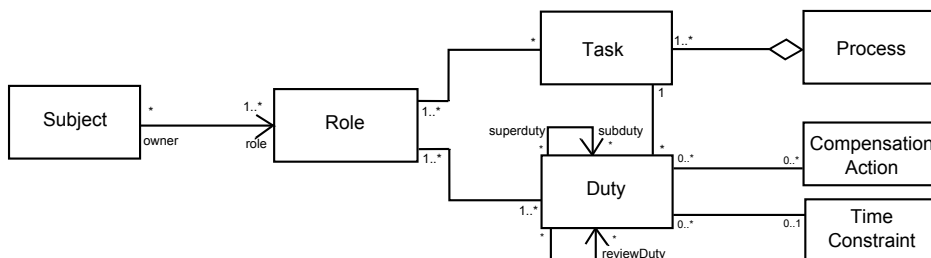 Task
1..*
Process
*
1
Subject
*
owner
1..*
role
Role
1..*
1..*
superduty
subduty
*
*
*
Duty
1..*
0..*
0..*
Compensation
Action
0..*
0..1
Time
Constraint
*
*
reviewDuty